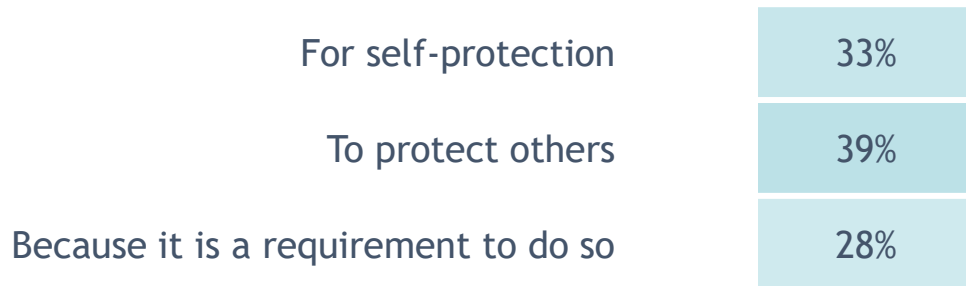 For self-protection 33%
To protect others 39%
Because it is a requirement to do so 28%